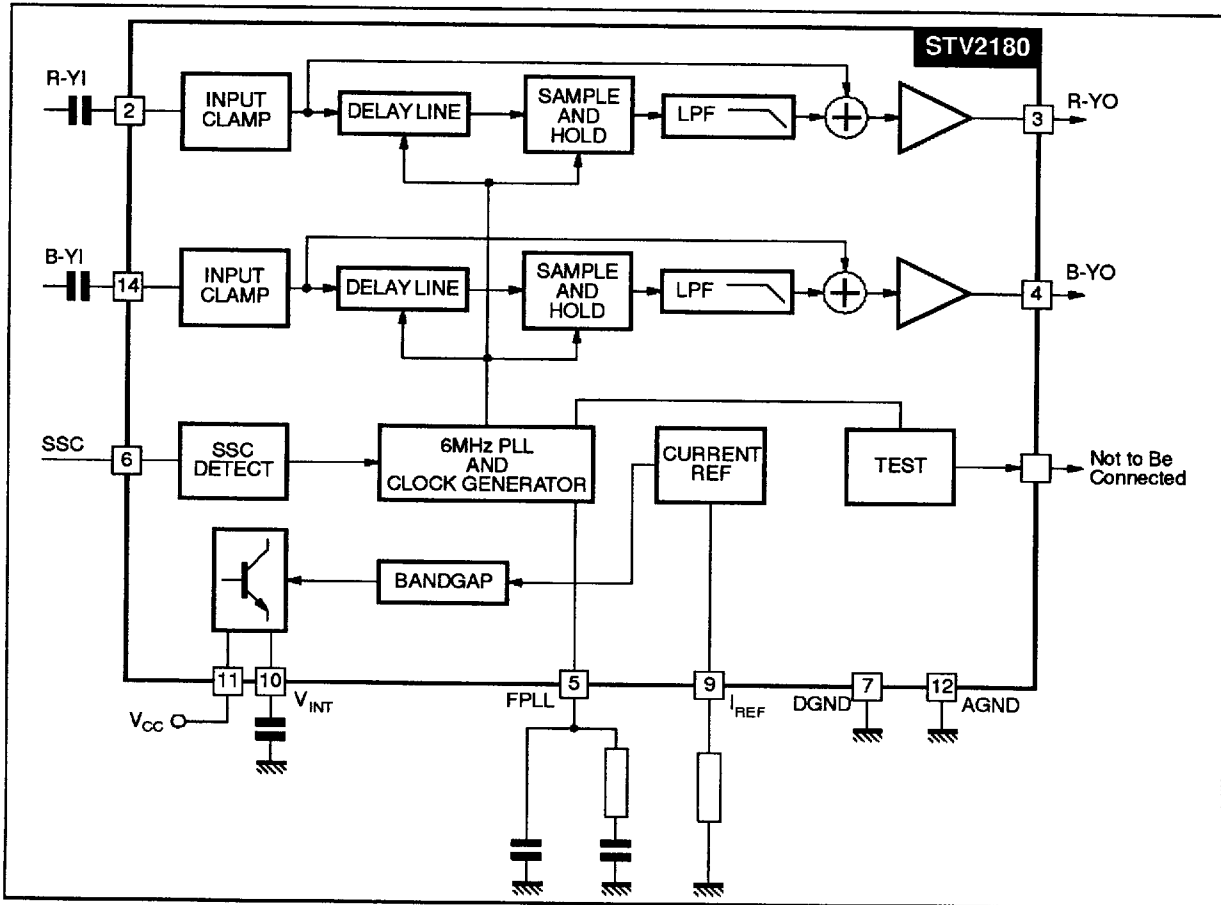 STV2180
R-YI
2
INPUT
CLAMP
DELAY LINE
SAMPLE
AND
HOLD
LPF
+
3
R-YO
B-YI
14
INPUT
CLAMP
DELAY LINE
SAMPLE
AND
HOLD
LPF
+
4
B-YO
SSC
6
SSC
DETECT
6MHz PLL
AND
CLOCK GENERATOR
CURRENT
REF
TEST
Not to Be
Connected
BANDGAP
11
10
5
9
7
12
VCC
VINT
FPLL
IREF
DGND
AGND